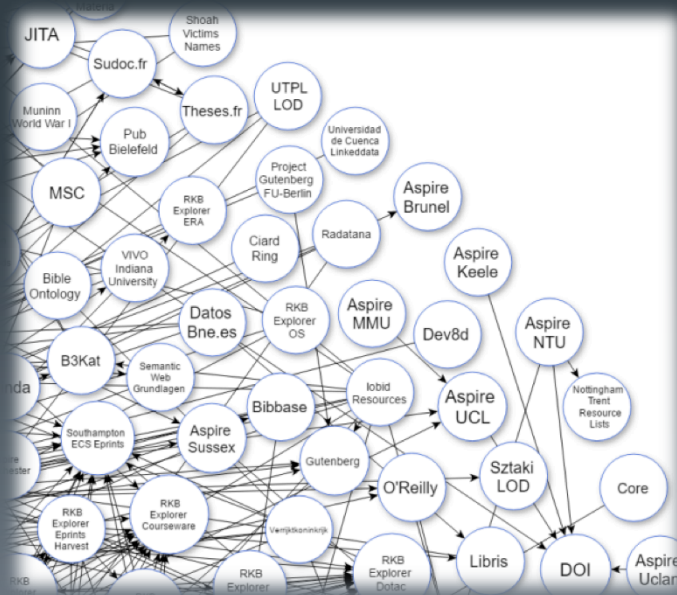 Materia
JITA
Shoah
Victims
Names
Sudoc.fr
Theses.fr
UTPL
LOD
Muninn
World War I
Pub
Bielefeld
Universidad
de Cuenca
Linkeddata
Project
Gutenberg
FU-Berlin
MSC
RKB
Explorer
ERA
Aspire
Brunel
Ciard
Ring
Radatana
Aspire
Keele
VIVO
Indiana
University
Bible
Ontology
Datos
Bne.es
RKB
Explorer
OS
Aspire
MMU
Dev8d
Aspire
NTU
B3Kat
Semantic
Web
Grundlagen
nda
lobid
Resources
Bibbase
Aspire
UCL
Nottingham
Trent
Resource
Lists
Southampton
ECS Eprints
Aspire
Sussex
Gutenberg
Sztaki
LOD
O'Reilly
Core
ester
RKB
Explorer
Eprints
Harvest
RKB
Explorer
Courseware
Verrijktkoninkrijk
Libris
DOI
Aspire
Uclan
RKB
Explorer
Dotac
RKB
Explorer
RKB